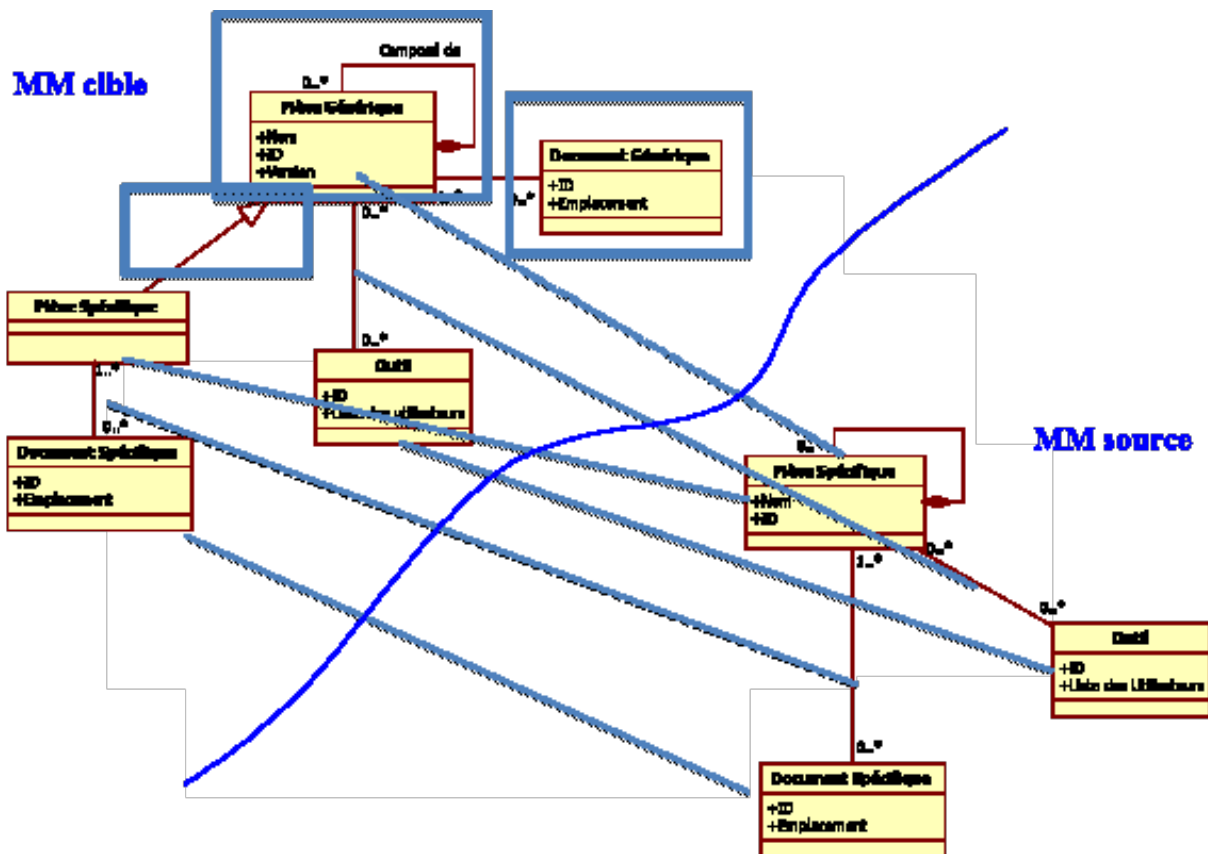 Composé de
MM cible
0..*
Pièce Générique
+Nom
+ID
+Version
Document Générique
+ID
+Emplacement
0..*
Pièce Spécifique
0..*
1..*
Outil
+ID
0..*
Document Spécifique
+ID
+Emplacement
MM source
Pièce Spécifique
+Nom
+ID
1..*
0..*
0..*
Outil
+ID
+Liste des Utilisateurs
0..*
Document Spécifique
+ID
+Emplacement